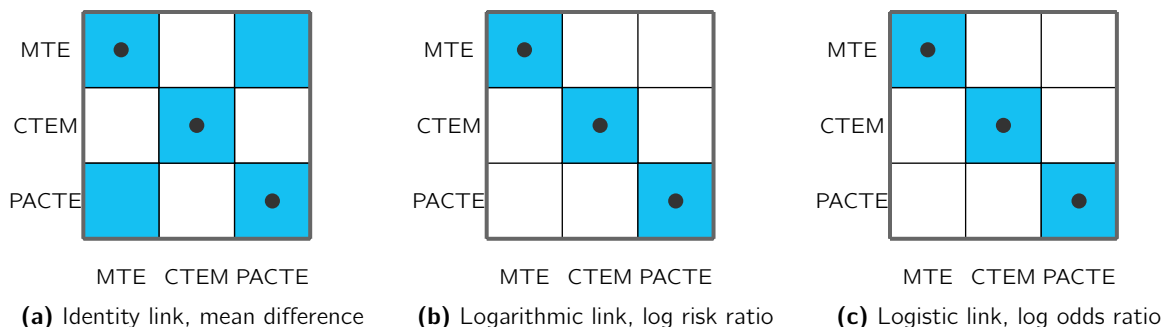 MTE MTE MTE
CTEM CTEM CTEM
PACTE PACTE PACTE
MTE CTEM PACTE MTE CTEM PACTE MTE CTEM PACTE
(a) Identity link, mean difference (b) Logarithmic link, log risk ratio (c) Logistic link, log odds ratio